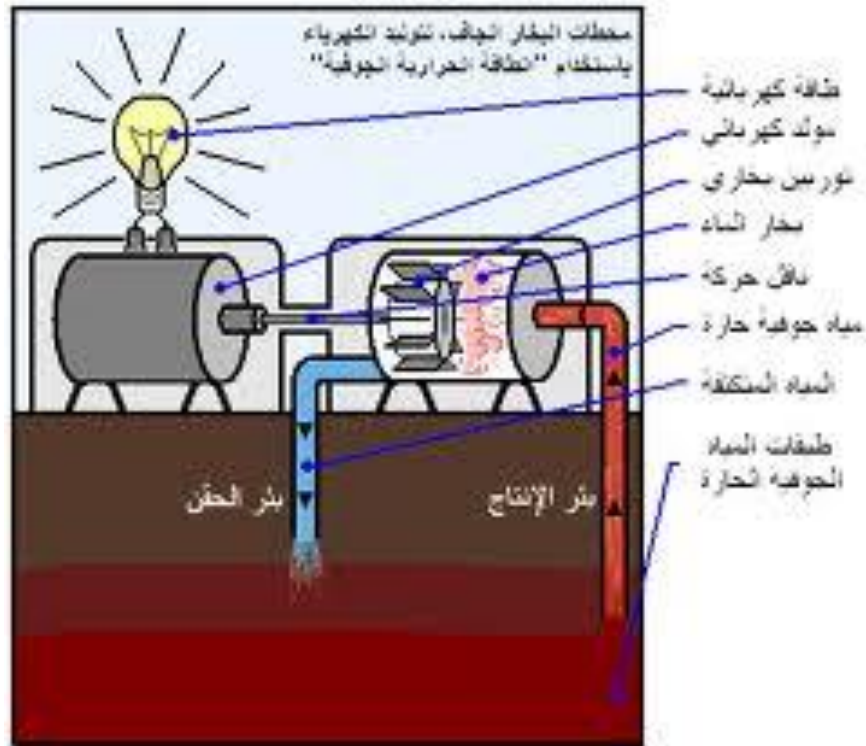 محطات البخار الجاف، لتوليد الكهرباء
باستخدام "الطاقة الحرارية الجوفية"
طاقة كهربائية
مولد كهربائي
توربين بخاري
بخار الماء
ناقل حركة
مياه جوفية حارة
المياه المتكثفة
طبقات المياه
الجوفية الحارة
بئر الإنتاج
بئر الحقن